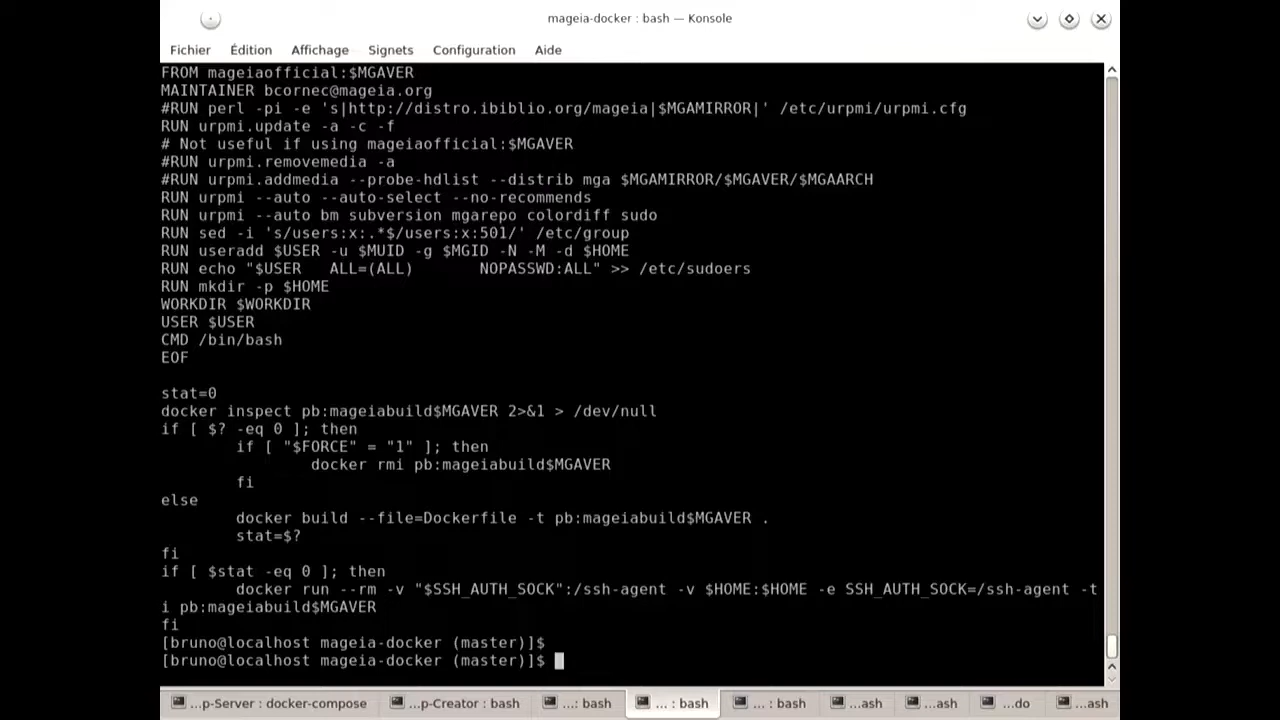 mageia-docker : bash — Konsole
Fichier Édition Affichage Signets Configuration Aide
FROM mageiaofficial:$MGAVER
MAINTAINER bcornec@mageia.org
#RUN perl -pi -e 's|http://distro.ibiblio.org/mageia|$MGAMIRROR|' /etc/urpmi/urpmi.cfg
RUN urpmi.update -a -c -f
# Not useful if using mageiaofficial:$MGAVER
#RUN urpmi.removemedia -a
#RUN urpmi.addmedia --probe-hdlist --distrib mga $MGAMIRROR/$MGAVER/$MGAARCH
RUN urpmi --auto --auto-select --no-recommends
RUN urpmi --auto bm subversion mgarepo colordiff sudo
RUN sed -i 's/users:x:.*$/users:x:501/' /etc/group
RUN useradd $USER -u $MUID -g $MGID -N -M -d $HOME
RUN echo "$USER   ALL=(ALL)       NOPASSWD:ALL" >> /etc/sudoers
RUN mkdir -p $HOME
WORKDIR $WORKDIR
USER $USER
CMD /bin/bash
EOF
stat=0
docker inspect pb:mageiabuild$MGAVER 2>&1 > /dev/null
if [ $? -eq 0 ]; then
        if [ "$FORCE" = "1" ]; then
                docker rmi pb:mageiabuild$MGAVER
        fi
else
        docker build --file=Dockerfile -t pb:mageiabuild$MGAVER .
        stat=$?
fi
if [ $stat -eq 0 ]; then
        docker run --rm -v "$SSH_AUTH_SOCK":/ssh-agent -v $HOME:$HOME -e SSH_AUTH_SOCK=/ssh-agent -t
i pb:mageiabuild$MGAVER
fi
[bruno@localhost mageia-docker (master)]$
[bruno@localhost mageia-docker (master)]$
...p-Server : docker-compose ...p-Creator : bash ...: bash ... : bash ... : bash ...ash ...ash ...do ...ash